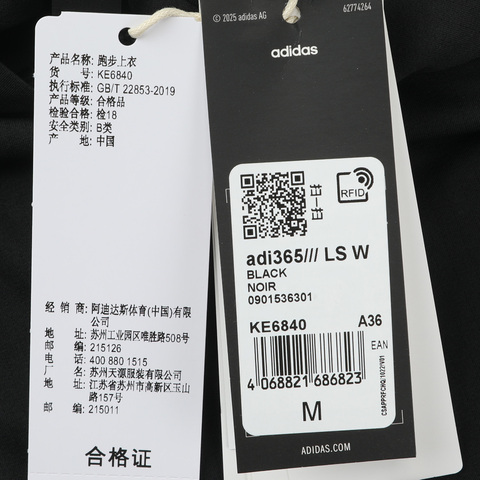 产品名称: 跑步上衣
货 号: KE6840
执行标准: GB/T 22853-2019
产品等级: 合格品
检验合格: 检18
安全类别: B类
产 地: 中国
经 销 商: 阿迪达斯体育(中国)有限
公司
地 址: 苏州工业园区唯胜路508号
邮 编: 215126
电 话: 400 880 1515
厂 名: 苏州天源服装有限公司
地 址: 江苏省苏州市高新区玉山
路157号
邮 编: 215011
合格证
© 2025 adidas AG
62774264
adidas
RFID
adi365/// LS W
BLACK
NOIR
0901536301
KE6840
A36
EAN
4 068821 686823
M
ADIDAS.COM